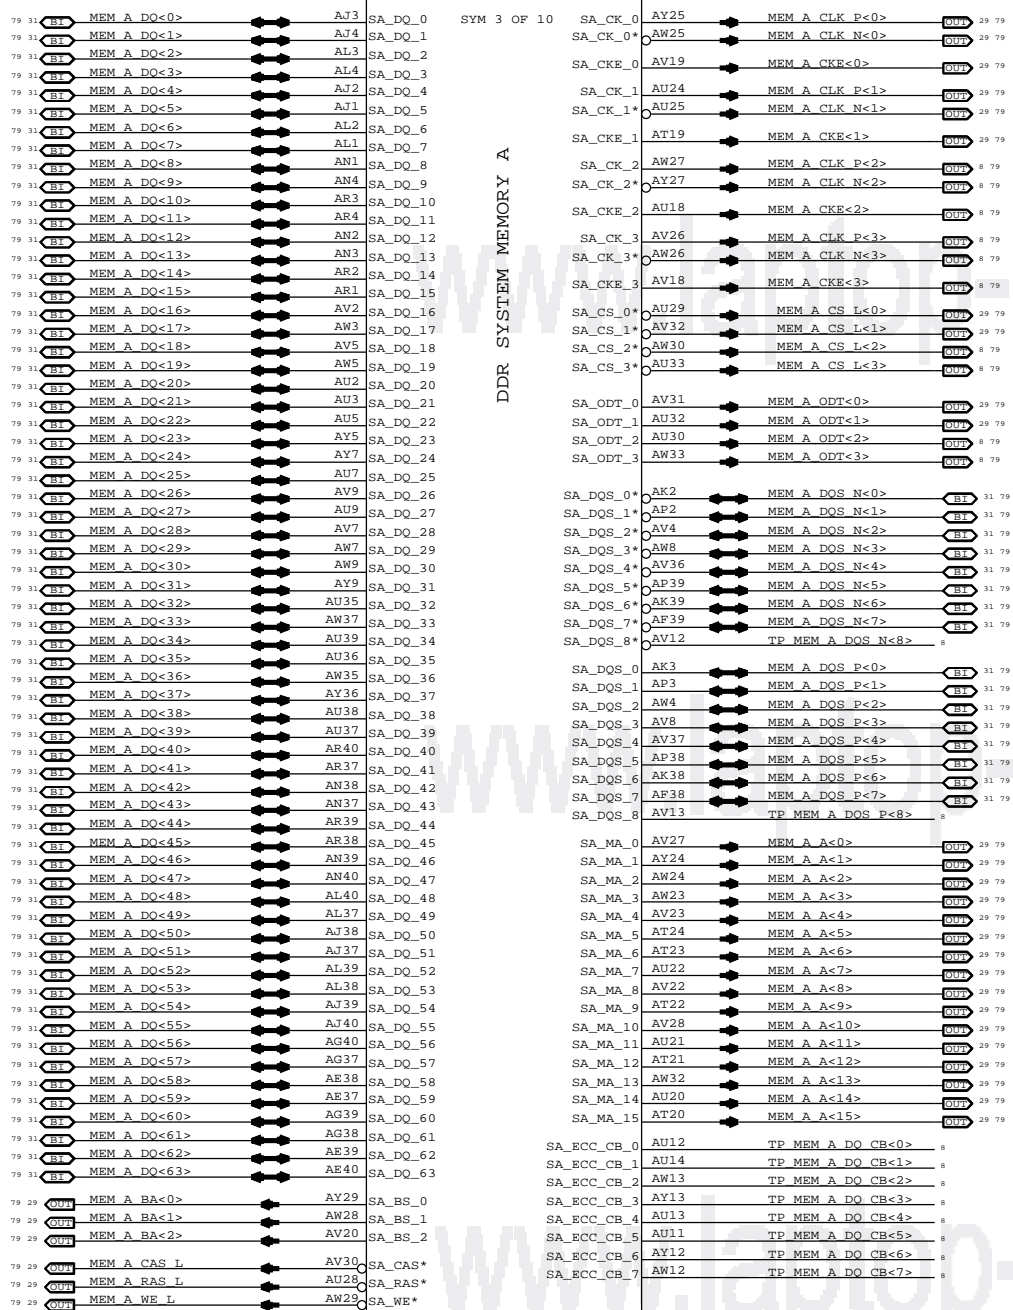 79 31 BI MEM_A_DQ<0> AJ3 SA_DQ_0
79 31 BI MEM_A_DQ<1> AJ4 SA_DQ_1
79 31 BI MEM_A_DQ<2> AL3 SA_DQ_2
79 31 BI MEM_A_DQ<3> AL4 SA_DQ_3
79 31 BI MEM_A_DQ<4> AJ2 SA_DQ_4
79 31 BI MEM_A_DQ<5> AJ1 SA_DQ_5
79 31 BI MEM_A_DQ<6> AL2 SA_DQ_6
79 31 BI MEM_A_DQ<7> AL1 SA_DQ_7
79 31 BI MEM_A_DQ<8> AN1 SA_DQ_8
79 31 BI MEM_A_DQ<9> AN4 SA_DQ_9
79 31 BI MEM_A_DQ<10> AR3 SA_DQ_10
79 31 BI MEM_A_DQ<11> AR4 SA_DQ_11
79 31 BI MEM_A_DQ<12> AN2 SA_DQ_12
79 31 BI MEM_A_DQ<13> AN3 SA_DQ_13
79 31 BI MEM_A_DQ<14> AR2 SA_DQ_14
79 31 BI MEM_A_DQ<15> AR1 SA_DQ_15
79 31 BI MEM_A_DQ<16> AV2 SA_DQ_16
79 31 BI MEM_A_DQ<17> AW3 SA_DQ_17
79 31 BI MEM_A_DQ<18> AV5 SA_DQ_18
79 31 BI MEM_A_DQ<19> AW5 SA_DQ_19
79 31 BI MEM_A_DQ<20> AU2 SA_DQ_20
79 31 BI MEM_A_DQ<21> AU3 SA_DQ_21
79 31 BI MEM_A_DQ<22> AU5 SA_DQ_22
79 31 BI MEM_A_DQ<23> AY5 SA_DQ_23
79 31 BI MEM_A_DQ<24> AY7 SA_DQ_24
79 31 BI MEM_A_DQ<25> AU7 SA_DQ_25
79 31 BI MEM_A_DQ<26> AV9 SA_DQ_26
79 31 BI MEM_A_DQ<27> AU9 SA_DQ_27
79 31 BI MEM_A_DQ<28> AV7 SA_DQ_28
79 31 BI MEM_A_DQ<29> AW7 SA_DQ_29
79 31 BI MEM_A_DQ<30> AW9 SA_DQ_30
79 31 BI MEM_A_DQ<31> AY9 SA_DQ_31
79 31 BI MEM_A_DQ<32> AU35 SA_DQ_32
79 31 BI MEM_A_DQ<33> AW37 SA_DQ_33
79 31 BI MEM_A_DQ<34> AU39 SA_DQ_34
79 31 BI MEM_A_DQ<35> AU36 SA_DQ_35
79 31 BI MEM_A_DQ<36> AW35 SA_DQ_36
79 31 BI MEM_A_DQ<37> AY36 SA_DQ_37
79 31 BI MEM_A_DQ<38> AU38 SA_DQ_38
79 31 BI MEM_A_DQ<39> AU37 SA_DQ_39
79 31 BI MEM_A_DQ<40> AR40 SA_DQ_40
79 31 BI MEM_A_DQ<41> AR37 SA_DQ_41
79 31 BI MEM_A_DQ<42> AN38 SA_DQ_42
79 31 BI MEM_A_DQ<43> AN37 SA_DQ_43
79 31 BI MEM_A_DQ<44> AR39 SA_DQ_44
79 31 BI MEM_A_DQ<45> AR38 SA_DQ_45
79 31 BI MEM_A_DQ<46> AN39 SA_DQ_46
79 31 BI MEM_A_DQ<47> AN40 SA_DQ_47
79 31 BI MEM_A_DQ<48> AL40 SA_DQ_48
79 31 BI MEM_A_DQ<49> AL37 SA_DQ_49
79 31 BI MEM_A_DQ<50> AJ38 SA_DQ_50
79 31 BI MEM_A_DQ<51> AJ37 SA_DQ_51
79 31 BI MEM_A_DQ<52> AL39 SA_DQ_52
79 31 BI MEM_A_DQ<53> AL38 SA_DQ_53
79 31 BI MEM_A_DQ<54> AJ39 SA_DQ_54
79 31 BI MEM_A_DQ<55> AJ40 SA_DQ_55
79 31 BI MEM_A_DQ<56> AG40 SA_DQ_56
79 31 BI MEM_A_DQ<57> AG37 SA_DQ_57
79 31 BI MEM_A_DQ<58> AE38 SA_DQ_58
79 31 BI MEM_A_DQ<59> AE37 SA_DQ_59
79 31 BI MEM_A_DQ<60> AG39 SA_DQ_60
79 31 BI MEM_A_DQ<61> AG38 SA_DQ_61
79 31 BI MEM_A_DQ<62> AE39 SA_DQ_62
79 31 BI MEM_A_DQ<63> AE40 SA_DQ_63
79 29 OUT MEM_A_BA<0> AY29 SA_BS_0
79 29 OUT MEM_A_BA<1> AW28 SA_BS_1
79 29 OUT MEM_A_BA<2> AV20 SA_BS_2
79 29 OUT MEM_A_CAS_L AV30 SA_CAS*
79 29 OUT MEM_A_RAS_L AU28 SA_RAS*
79 29 OUT MEM_A_WE_L AW29 SA_WE*
SYM 3 OF 10
DDR SYSTEM MEMORY A
SA_CK_0 AY25 MEM_A_CLK_P<0> OUT 29 79
SA_CK_0* AW25 MEM_A_CLK_N<0> OUT 29 79
SA_CKE_0 AV19 MEM_A_CKE<0> OUT 29 79
SA_CK_1 AU24 MEM_A_CLK_P<1> OUT 29 79
SA_CK_1* AU25 MEM_A_CLK_N<1> OUT 29 79
SA_CKE_1 AT19 MEM_A_CKE<1> OUT 29 79
SA_CK_2 AW27 MEM_A_CLK_P<2> OUT 8 79
SA_CK_2* AY27 MEM_A_CLK_N<2> OUT 8 79
SA_CKE_2 AU18 MEM_A_CKE<2> OUT 8 79
SA_CK_3 AV26 MEM_A_CLK_P<3> OUT 8 79
SA_CK_3* AW26 MEM_A_CLK_N<3> OUT 8 79
SA_CKE_3 AV18 MEM_A_CKE<3> OUT 8 79
SA_CS_0* AU29 MEM_A_CS_L<0> OUT 29 79
SA_CS_1* AV32 MEM_A_CS_L<1> OUT 29 79
SA_CS_2* AW30 MEM_A_CS_L<2> OUT 8 79
SA_CS_3* AU33 MEM_A_CS_L<3> OUT 8 79
SA_ODT_0 AV31 MEM_A_ODT<0> OUT 29 79
SA_ODT_1 AU32 MEM_A_ODT<1> OUT 29 79
SA_ODT_2 AU30 MEM_A_ODT<2> OUT 8 79
SA_ODT_3 AW33 MEM_A_ODT<3> OUT 8 79
SA_DQS_0* AK2 MEM_A_DQS_N<0> BI 31 79
SA_DQS_1* AP2 MEM_A_DQS_N<1> BI 31 79
SA_DQS_2* AV4 MEM_A_DQS_N<2> BI 31 79
SA_DQS_3* AW8 MEM_A_DQS_N<3> BI 31 79
SA_DQS_4* AV36 MEM_A_DQS_N<4> BI 31 79
SA_DQS_5* AP39 MEM_A_DQS_N<5> BI 31 79
SA_DQS_6* AK39 MEM_A_DQS_N<6> BI 31 79
SA_DQS_7* AF39 MEM_A_DQS_N<7> BI 31 79
SA_DQS_8* AV12 TP_MEM_A_DQS_N<8> 8
SA_DQS_0 AK3 MEM_A_DQS_P<0> BI 31 79
SA_DQS_1 AP3 MEM_A_DQS_P<1> BI 31 79
SA_DQS_2 AW4 MEM_A_DQS_P<2> BI 31 79
SA_DQS_3 AV8 MEM_A_DQS_P<3> BI 31 79
SA_DQS_4 AV37 MEM_A_DQS_P<4> BI 31 79
SA_DQS_5 AP38 MEM_A_DQS_P<5> BI 31 79
SA_DQS_6 AK38 MEM_A_DQS_P<6> BI 31 79
SA_DQS_7 AF38 MEM_A_DQS_P<7> BI 31 79
SA_DQS_8 AV13 TP_MEM_A_DQS_P<8> 8
SA_MA_0 AV27 MEM_A_A<0> OUT 29 79
SA_MA_1 AY24 MEM_A_A<1> OUT 29 79
SA_MA_2 AW24 MEM_A_A<2> OUT 29 79
SA_MA_3 AW23 MEM_A_A<3> OUT 29 79
SA_MA_4 AV23 MEM_A_A<4> OUT 29 79
SA_MA_5 AT24 MEM_A_A<5> OUT 29 79
SA_MA_6 AT23 MEM_A_A<6> OUT 29 79
SA_MA_7 AU22 MEM_A_A<7> OUT 29 79
SA_MA_8 AV22 MEM_A_A<8> OUT 29 79
SA_MA_9 AT22 MEM_A_A<9> OUT 29 79
SA_MA_10 AV28 MEM_A_A<10> OUT 29 79
SA_MA_11 AU21 MEM_A_A<11> OUT 29 79
SA_MA_12 AT21 MEM_A_A<12> OUT 29 79
SA_MA_13 AW32 MEM_A_A<13> OUT 29 79
SA_MA_14 AU20 MEM_A_A<14> OUT 29 79
SA_MA_15 AT20 MEM_A_A<15> OUT 29 79
SA_ECC_CB_0 AU12 TP_MEM_A_DQ_CB<0> 8
SA_ECC_CB_1 AU14 TP_MEM_A_DQ_CB<1> 8
SA_ECC_CB_2 AW13 TP_MEM_A_DQ_CB<2> 8
SA_ECC_CB_3 AY13 TP_MEM_A_DQ_CB<3> 8
SA_ECC_CB_4 AU13 TP_MEM_A_DQ_CB<4> 8
SA_ECC_CB_5 AU11 TP_MEM_A_DQ_CB<5> 8
SA_ECC_CB_6 AY12 TP_MEM_A_DQ_CB<6> 8
SA_ECC_CB_7 AW12 TP_MEM_A_DQ_CB<7> 8
www.laptop-
www.laptop-
www.laptop-